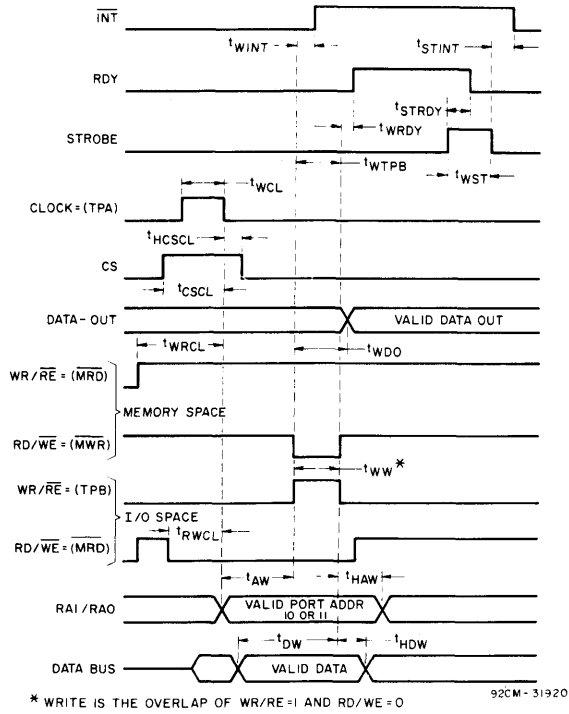 INT
tWINT
tSTINT
RDY
tSTRDY
tWRDY
STROBE
tWTPB
tWST
tWCL
CLOCK=(TPA)
tHCSCL
CS
tCSCL
DATA-OUT
VALID DATA OUT
tWRCL
tWDO
WR/RE=(MRD)
MEMORY SPACE
RD/WE=(MWR)
tWW*
WR/RE=(TPB)
I/O SPACE
tRWCL
RD/WE=(MRD)
tAW
tHAW
RA1/RA0
VALID PORT ADDR
10 OR 11
tDW
tHDW
DATA BUS
VALID DATA
* WRITE IS THE OVERLAP OF WR/RE=1 AND RD/WE=0
92CM-31920